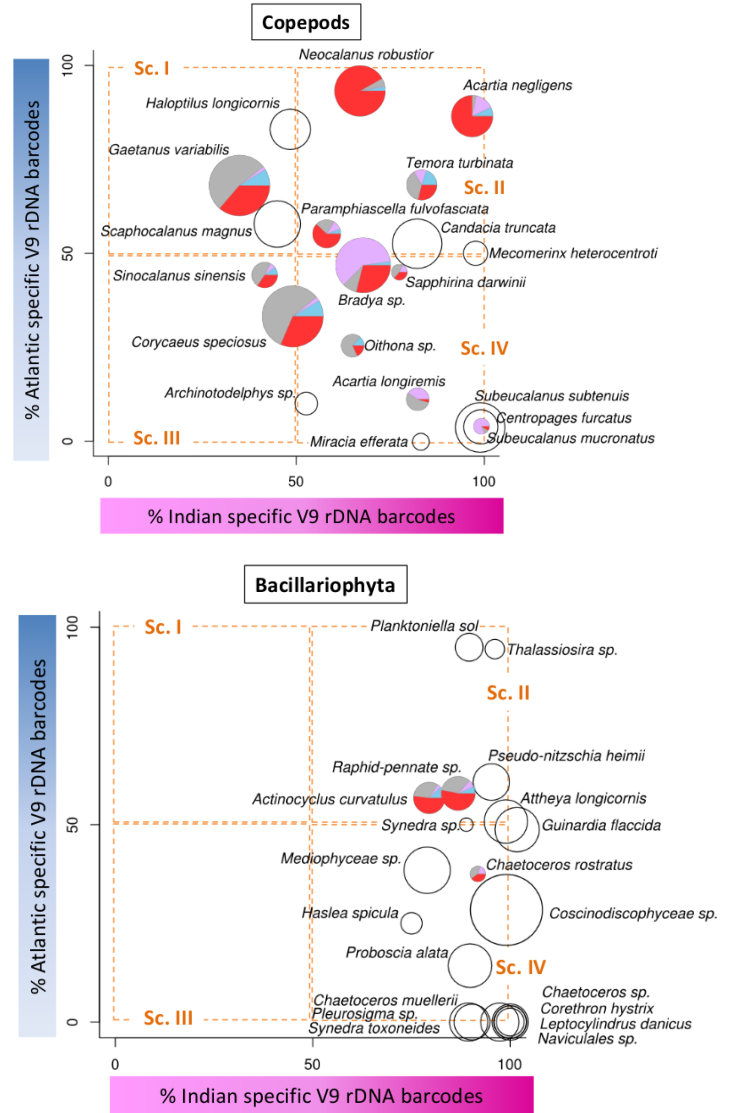 Copepods
Neocalanus robustior
Sc. I
Acartia negligens
Haloptilus longicornis
Gaetanus variabilis
Temora turbinata
Sc. II
Paramphiascella fulvofasciata
Scaphocalanus magnus
Candacia truncata
Mecomerinx heterocentroti
Sinocalanus sinensis
Sapphirina darwinii
Bradya sp.
Corycaeus speciosus
Oithona sp.
Sc. IV
Acartia longiremis
Archinotodelphys sp.
Subeucalanus subtenuis
Centropages furcatus
Sc. III
Miracia efferata
Subeucalanus mucronatus
% Atlantic specific V9 rDNA barcodes
100
50
0
0 50 100
% Indian specific V9 rDNA barcodes
Bacillariophyta
Sc. I
Planktoniella sol
Thalassiosira sp.
Sc. II
Pseudo-nitzschia heimii
Raphid-pennate sp.
Actinocyclus curvatulus
Attheya longicornis
Synedra sp.
Guinardia flaccida
Mediophyceae sp.
Chaetoceros rostratus
Haslea spicula
Coscinodiscophyceae sp.
Proboscia alata
Sc. IV
Chaetoceros muellerii
Chaetoceros sp.
Corethron hystrix
Sc. III
Pleurosigma sp.
Leptocylindrus danicus
Synedra toxoneides
Naviculales sp.
% Atlantic specific V9 rDNA barcodes
100
50
0
0 50 100
% Indian specific V9 rDNA barcodes